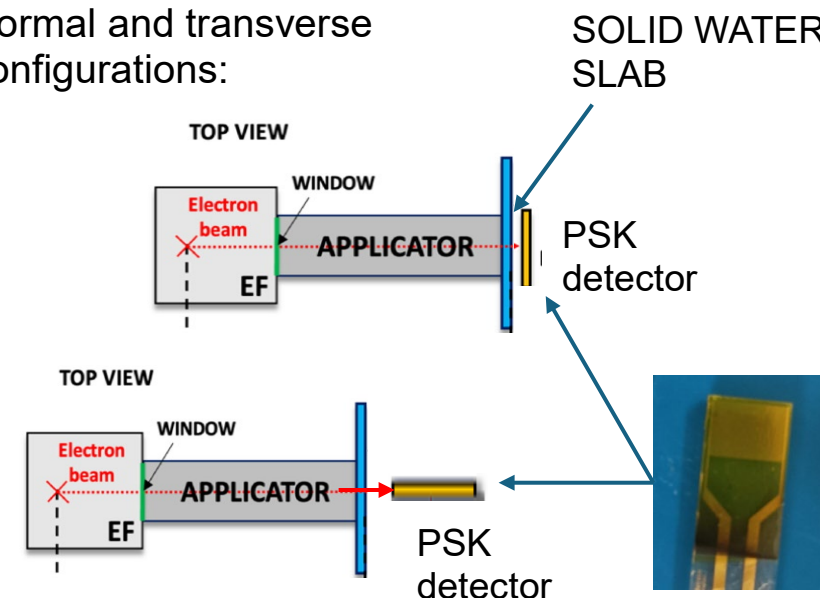 ormal and transverse
onfigurations:
SOLID WATER
SLAB
TOP VIEW
WINDOW
Electron
beam
APPLICATOR
EF
PSK
detector
TOP VIEW
WINDOW
Electron
beam
APPLICATOR
EF
PSK
detector